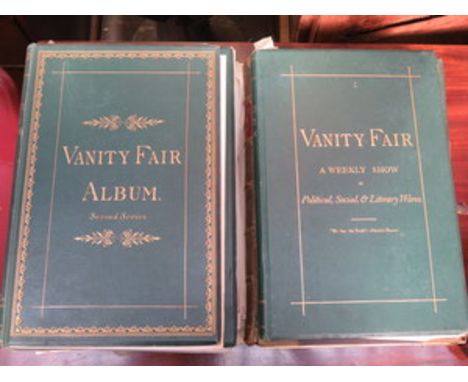 VANITY FAIR
ALBUM.
Second Series
VANITY FAIR
A WEEKLY SHOW
OF
Political, Social, & Literary Wares